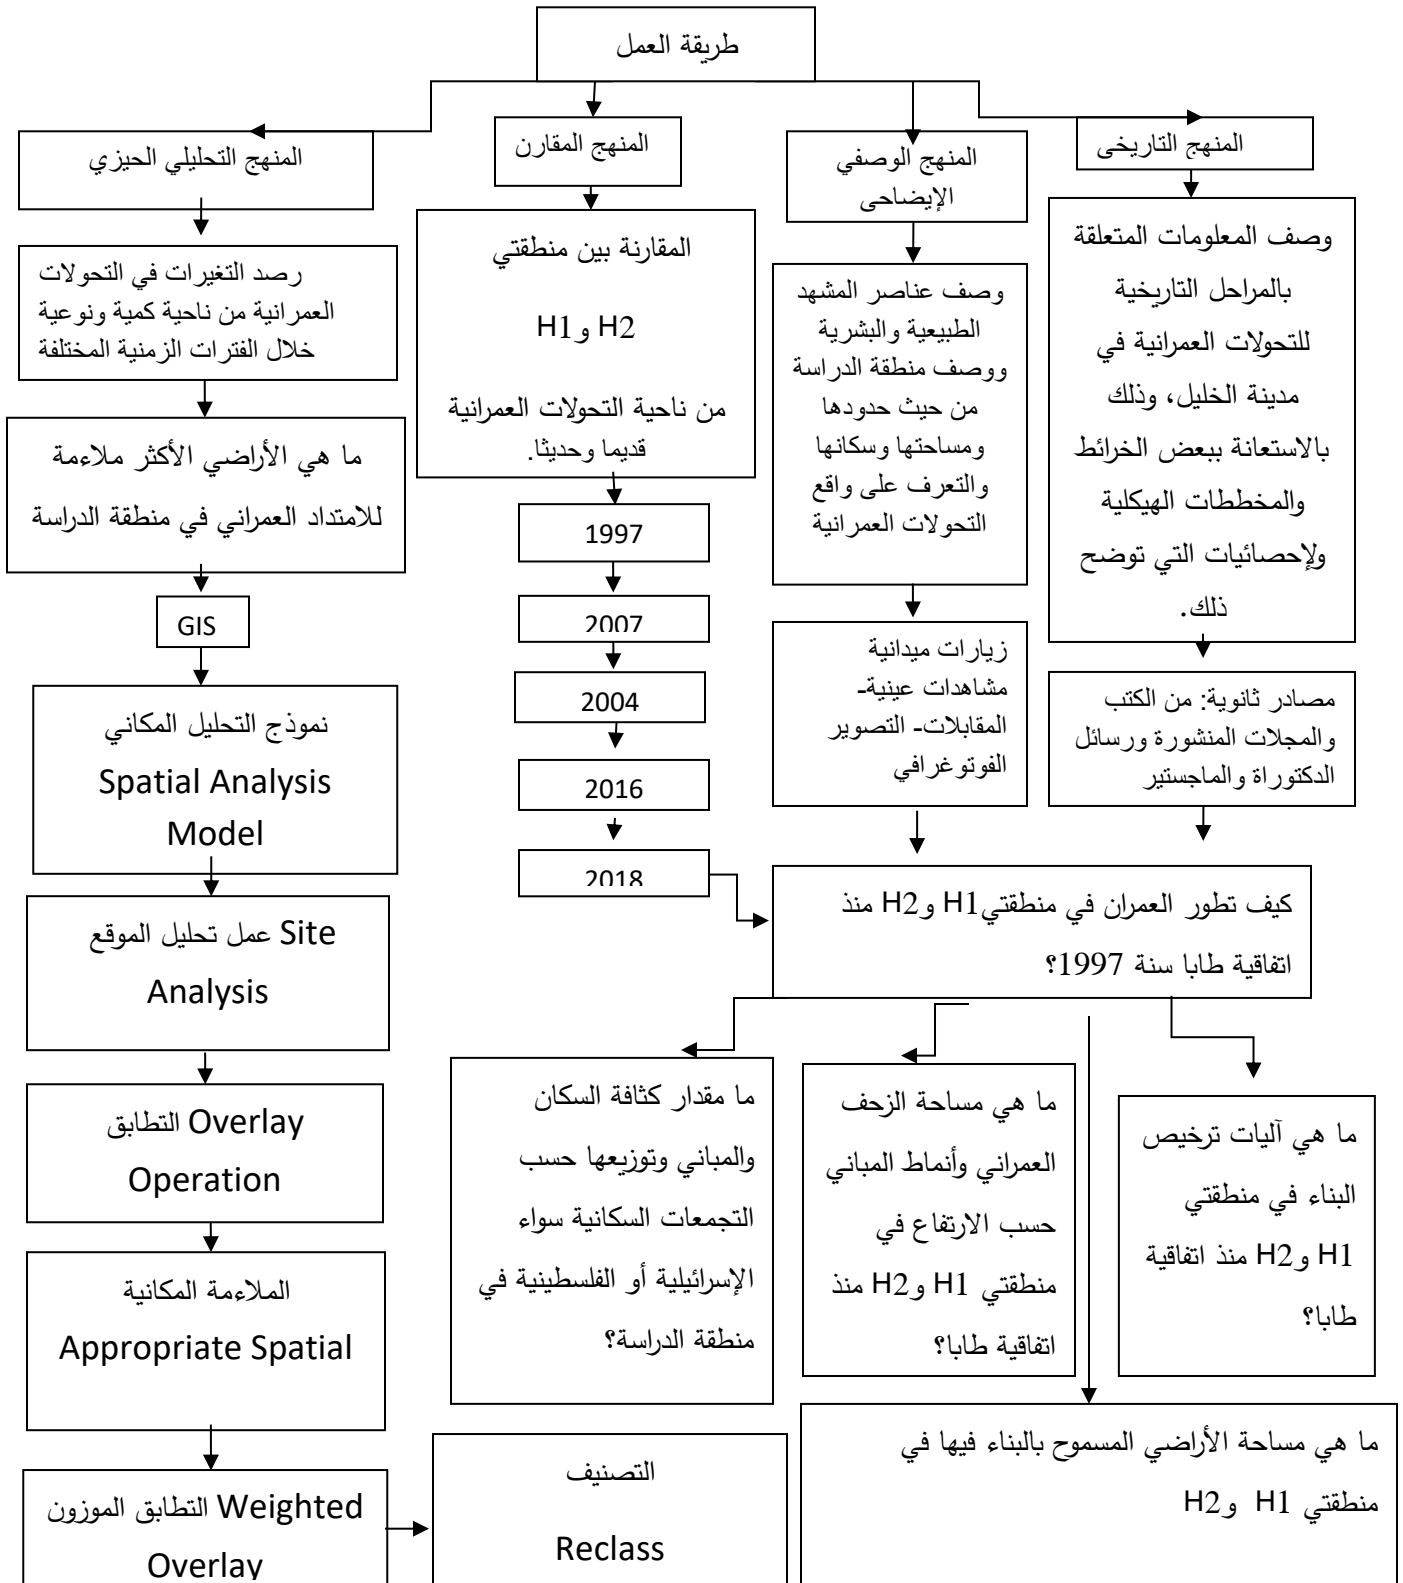 طريقة العمل
المنهج التاريخى
المنهج الوصفي
الإيضاحى
المنهج المقارن
المنهج التحليلي الحيزي
وصف المعلومات المتعلقة
بالمراحل التاريخية
للتحولات العمرانية في
مدينة الخليل، وذلك
بالاستعانة ببعض الخرائط
والمخططات الهيكلية
ولإحصائيات التي توضح
ذلك.
مصادر ثانوية: من الكتب
والمجلات المنشورة ورسائل
الدكتوراة والماجستير
وصف عناصر المشهد
الطبيعية والبشرية
ووصف منطقة الدراسة
من حيث حدودها
ومساحتها وسكانها
والتعرف على واقع
التحولات العمرانية
زيارات ميدانية
مشاهدات عينية-
المقابلات- التصوير
الفوتوغرافي
المقارنة بين منطقتي
H1 و H2
من ناحية التحولات العمرانية
قديما وحديثا.
1997
2007
2004
2016
2018
رصد التغيرات في التحولات
العمرانية من ناحية كمية ونوعية
خلال الفترات الزمنية المختلفة
ما هي الأراضي الأكثر ملاءمة
للامتداد العمراني في منطقة الدراسة
GIS
نموذج التحليل المكاني
Spatial Analysis
Model
عمل تحليل الموقع Site
Analysis
التطابق Overlay
Operation
الملاءمة المكانية
Appropriate Spatial
التطابق الموزون Weighted
Overlay
التصنيف
Reclass
كيف تطور العمران في منطقتي H1 و H2 منذ
اتفاقية طابا سنة 1997؟
ما هي آليات ترخيص
البناء في منطقتي
H1 و H2 منذ اتفاقية
طابا؟
ما هي مساحة الزحف
العمراني وأنماط المباني
حسب الارتفاع في
منطقتي H1 و H2 منذ
اتفاقية طابا؟
ما مقدار كثافة السكان
والمباني وتوزيعها حسب
التجمعات السكانية سواء
الإسرائيلية أو الفلسطينية في
منطقة الدراسة؟
ما هي مساحة الأراضي المسموح بالبناء فيها في
منطقتي H1 و H2